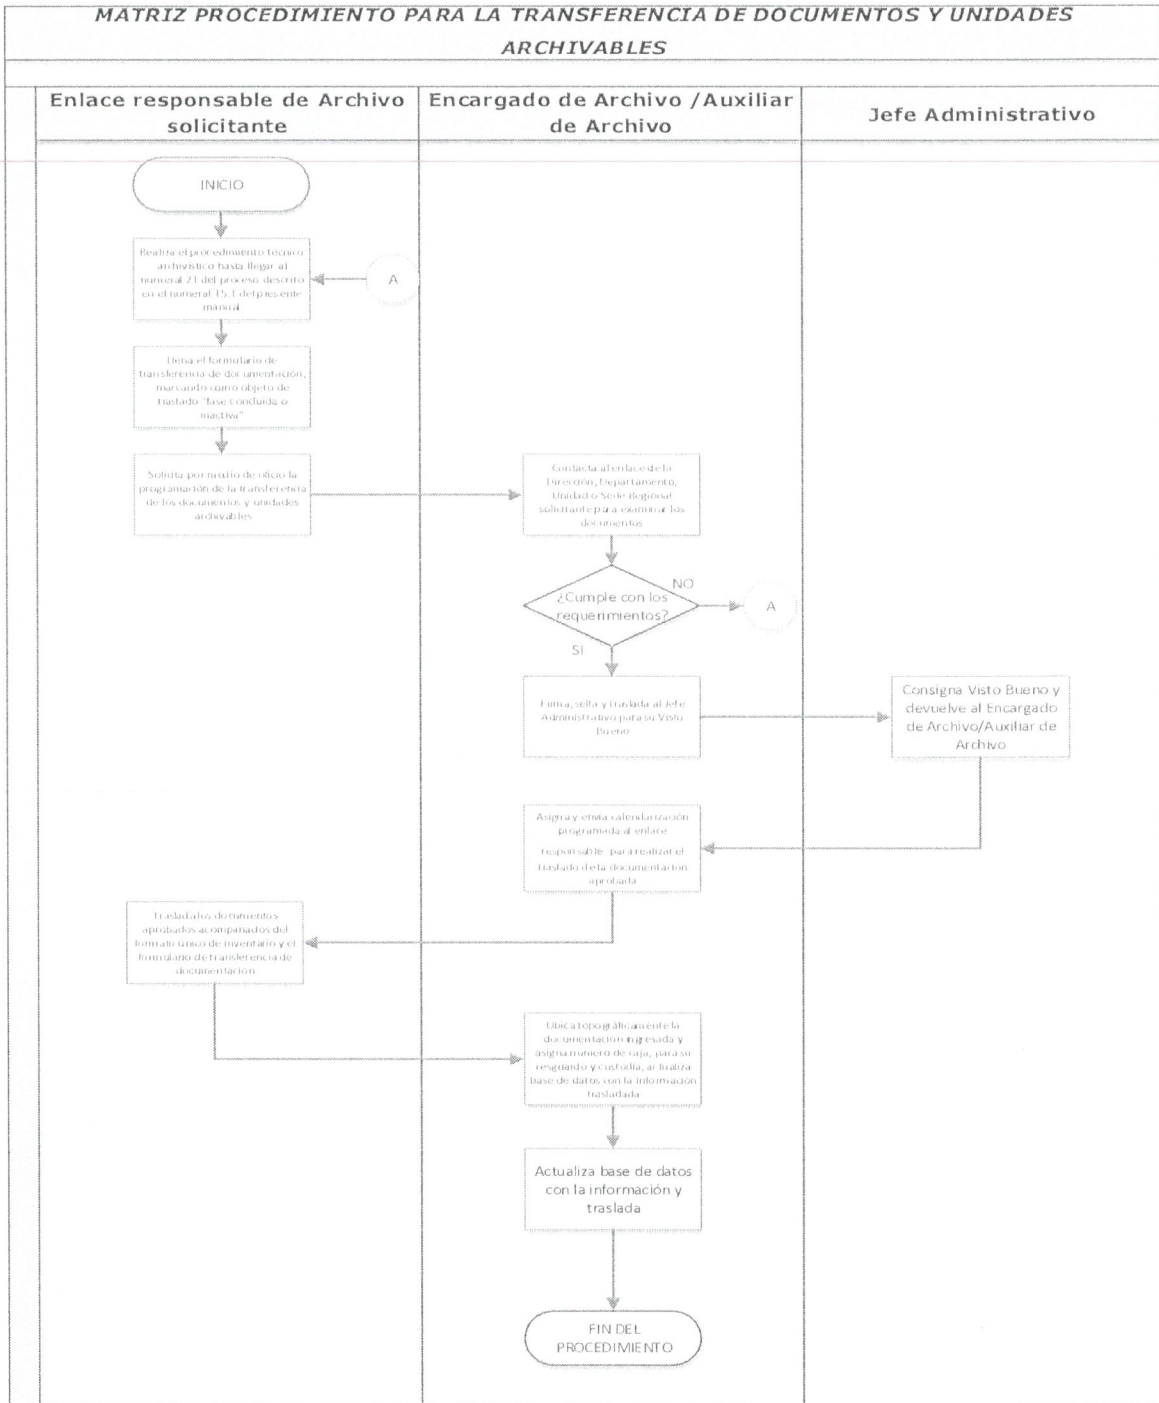 MATRIZ PROCEDIMIENTO PARA LA TRANSFERENCIA DE DOCUMENTOS Y UNIDADES
ARCHIVABLES
Enlace responsable de Archivo
solicitante
Encargado de Archivo /Auxiliar
de Archivo
Jefe Administrativo
INICIO
Realiza el procedimiento técnico
archivístico hasta llegar al
numeral 21 del proceso descrito
en el numeral 15.1 del presente
manual
A
Llena el formulario de
transferencia de documentación,
marcando como objeto de
traslado "fase concluida o
inactiva"
Solicita por medio de oficio la
programación de la transferencia
de los documentos y unidades
archivables
Contacta al enlace de la
Dirección, Departamento,
Unidad o Sede Regional
solicitante para examinar los
documentos
¿Cumple con los
requerimientos?
NO
A
SI
Firma, sella y traslada al Jefe
Administrativo para su Visto
Bueno
Consigna Visto Bueno y
devuelve al Encargado
de Archivo/Auxiliar de
Archivo
Asigna y envía calendarización
programada al enlace
responsable para realizar el
traslado de la documentación
aprobada
Traslada los documentos
aprobados acompañados del
formato único de inventario y el
formulario de transferencia de
documentación
Ubica topográficamente la
documentación ingresada y
asigna número de caja, para su
resguardo y custodia, actualiza
base de datos con la información
trasladada
Actualiza base de datos
con la información y
traslada
FIN DEL
PROCEDIMIENTO